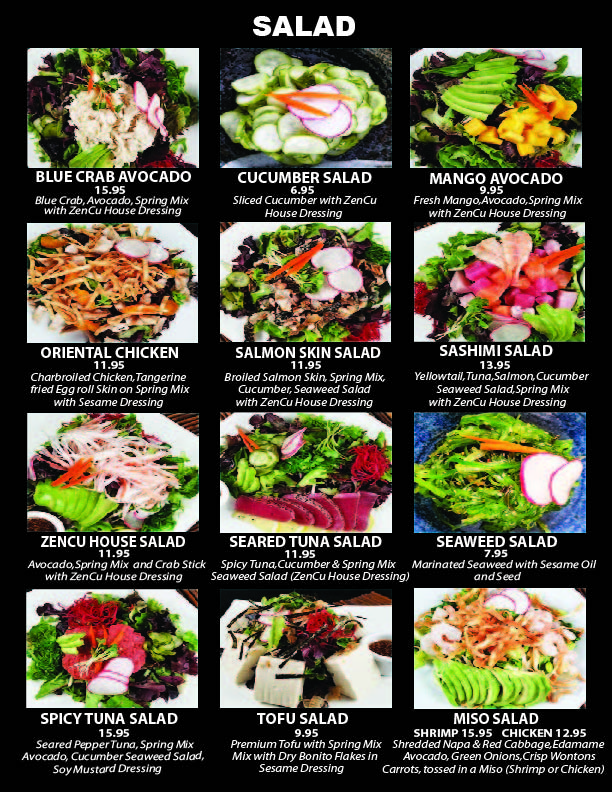 SALAD
BLUE CRAB AVOCADO
15.95
Blue Crab, Avocado, Spring Mix
with ZenCu House Dressing
CUCUMBER SALAD
6.95
Sliced Cucumber with ZenCu
House Dressing
MANGO AVOCADO
9.95
Fresh Mango,Avocado,Spring Mix
with ZenCu House Dressing
ORIENTAL CHICKEN
11.95
Charbroiled Chicken,Tangerine
fried Egg roll Skin on Spring Mix
with Sesame Dressing
SALMON SKIN SALAD
11.95
Broiled Salmon Skin, Spring Mix,
Cucumber, Seaweed Salad
with ZenCu House Dressing
SASHIMI SALAD
13.95
Yellowtail,Tuna,Salmon,Cucumber
Seaweed Salad,Spring Mix
with ZenCu House Dressing
ZENCU HOUSE SALAD
11.95
Avocado,Spring Mix and Crab Stick
with ZenCu House Dressing
SEARED TUNA SALAD
11.95
Spicy Tuna,Cucumber & Spring Mix
Seaweed Salad (ZenCu House Dressing)
SEAWEED SALAD
7.95
Marinated Seaweed with Sesame Oil
and Seed
SPICY TUNA SALAD
15.95
Seared Pepper Tuna, Spring Mix
Avocado, Cucumber Seaweed Salad,
Soy Mustard Dressing
TOFU SALAD
9.95
Premium Tofu with Spring Mix
Mix with Dry Bonito Flakes in
Sesame Dressing
MISO SALAD
SHRIMP 15.95 CHICKEN 12.95
Shredded Napa & Red Cabbage,Edamame
Avocado, Green Onions,Crisp Wontons
Carrots, tossed in a Miso (Shrimp or Chicken)